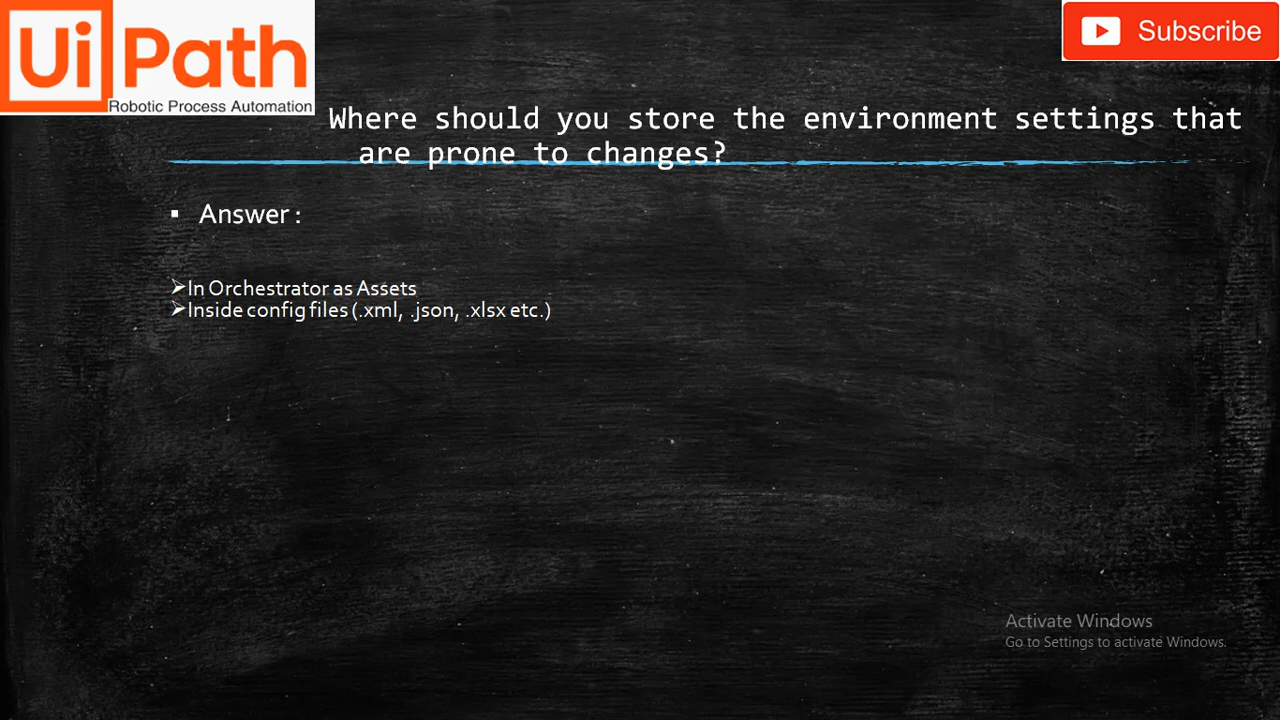 UiPath
Robotic Process Automation
Subscribe
Where should you store the environment settings that
are prone to changes?
▪ Answer :
➢In Orchestrator as Assets
➢Inside config files (.xml, .json, .xlsx etc.)
Activate Windows
Go to Settings to activate Windows.